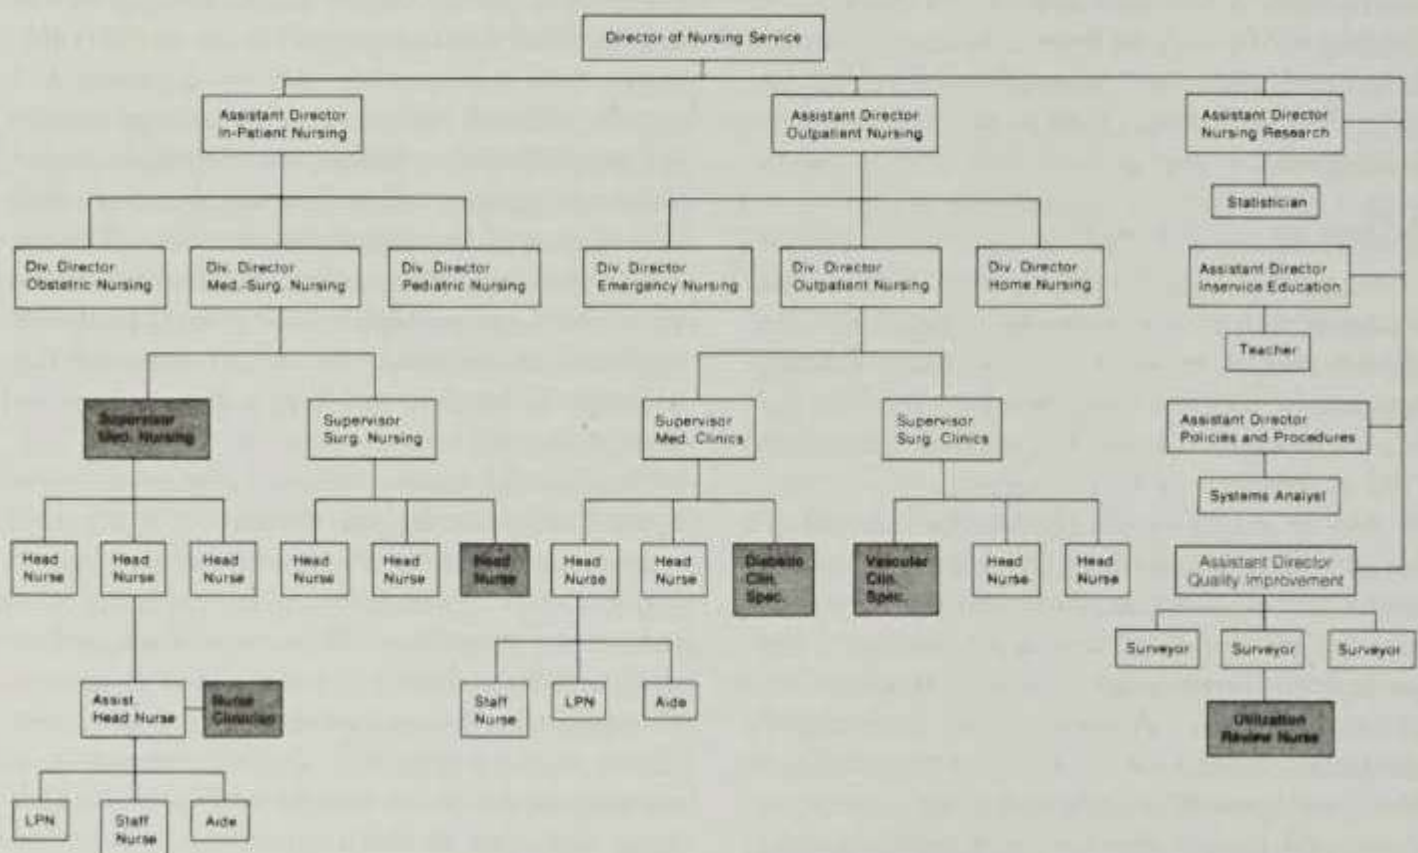 Director of Nursing Service
Assistant Director
In-Patient Nursing
Assistant Director
Outpatient Nursing
Assistant Director
Nursing Research
Statistician
Div. Director
Obstetric Nursing
Div. Director
Med.-Surg. Nursing
Div. Director
Pediatric Nursing
Div. Director
Emergency Nursing
Div. Director
Outpatient Nursing
Div. Director
Home Nursing
Assistant Director
Inservice Education
Teacher
Supervisor
Med. Nursing
Supervisor
Surg. Nursing
Supervisor
Med. Clinics
Supervisor
Surg. Clinics
Assistant Director
Policies and Procedures
Systems Analyst
Head
Nurse
Head
Nurse
Head
Nurse
Head
Nurse
Head
Nurse
Head
Nurse
Head
Nurse
Head
Nurse
Diabetic
Clin.
Spec.
Vascular
Clin.
Spec.
Head
Nurse
Head
Nurse
Assistant Director
Quality Improvement
Surveyor
Surveyor
Surveyor
Assist.
Head Nurse
Nurse
Clinician
Staff
Nurse
LPN
Aide
Utilization
Review Nurse
LPN
Staff
Nurse
Aide